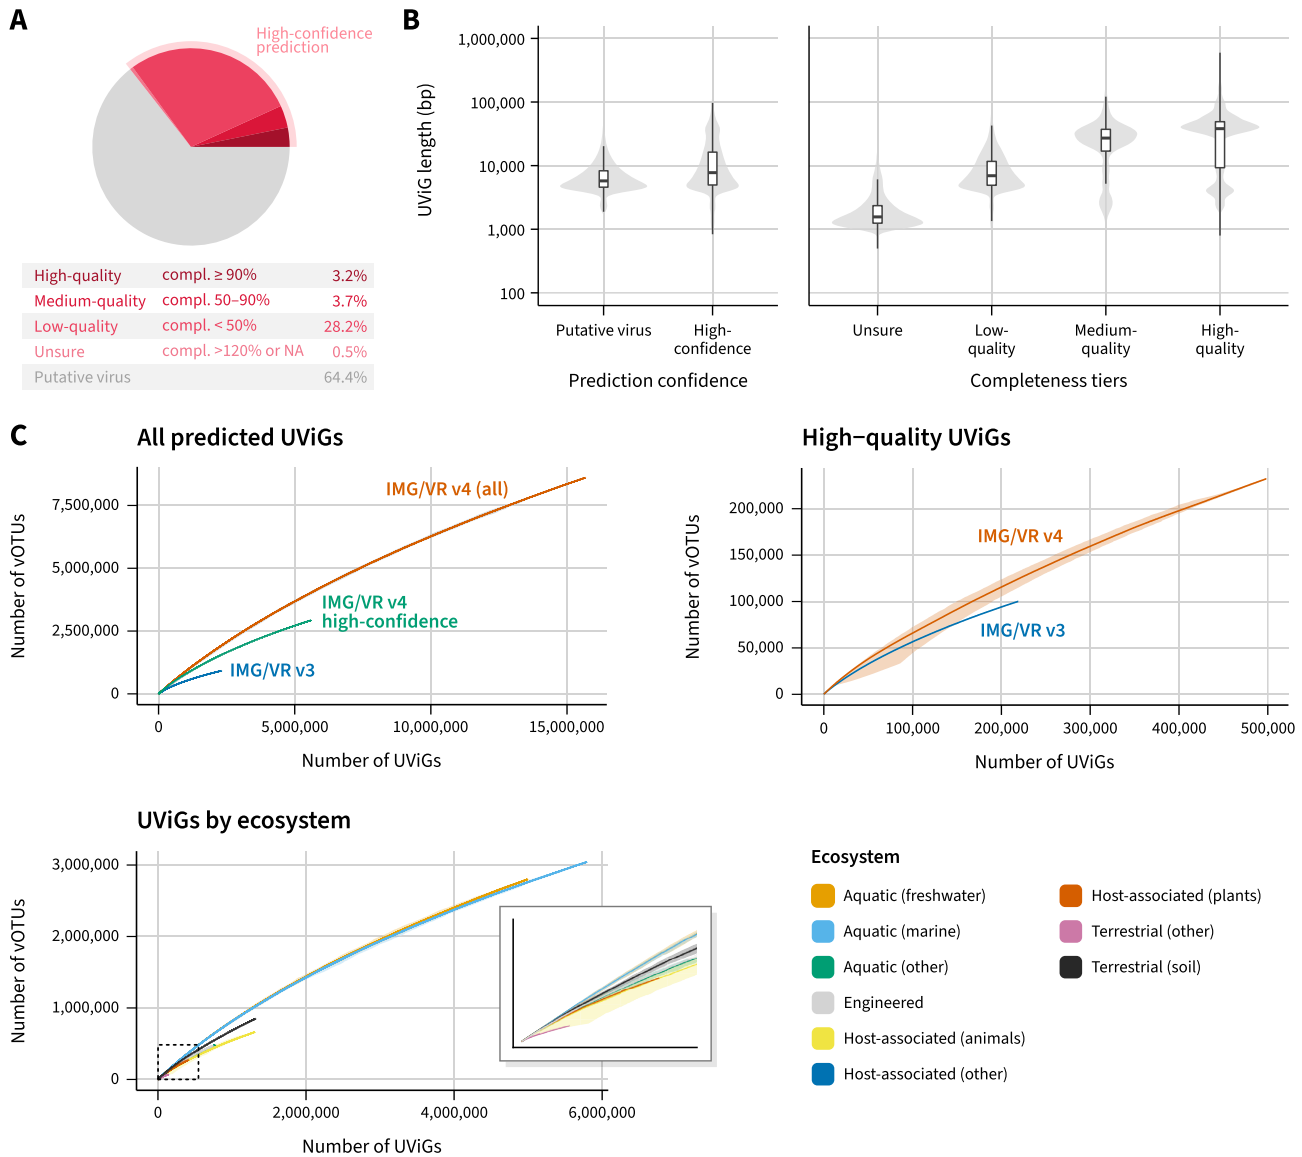 A
High-confidence
prediction
High-quality compl. ≥ 90% 3.2%
Medium-quality compl. 50–90% 3.7%
Low-quality compl. < 50% 28.2%
Unsure compl. >120% or NA 0.5%
Putative virus 64.4%
B
UViG length (bp)
1,000,000
100,000
10,000
1,000
100
Putative virus
High-
confidence
Prediction confidence
Unsure
Low-
quality
Medium-
quality
High-
quality
Completeness tiers
C
All predicted UViGs
Number of vOTUs
7,500,000
5,000,000
2,500,000
0
IMG/VR v4 (all)
IMG/VR v4
high-confidence
IMG/VR v3
0 5,000,000 10,000,000 15,000,000
Number of UViGs
High−quality UViGs
Number of vOTUs
200,000
150,000
100,000
50,000
0
IMG/VR v4
IMG/VR v3
0 100,000 200,000 300,000 400,000 500,000
Number of UViGs
UViGs by ecosystem
Number of vOTUs
3,000,000
2,000,000
1,000,000
0
0 2,000,000 4,000,000 6,000,000
Number of UViGs
Ecosystem
Aquatic (freshwater)
Aquatic (marine)
Aquatic (other)
Engineered
Host-associated (animals)
Host-associated (other)
Host-associated (plants)
Terrestrial (other)
Terrestrial (soil)